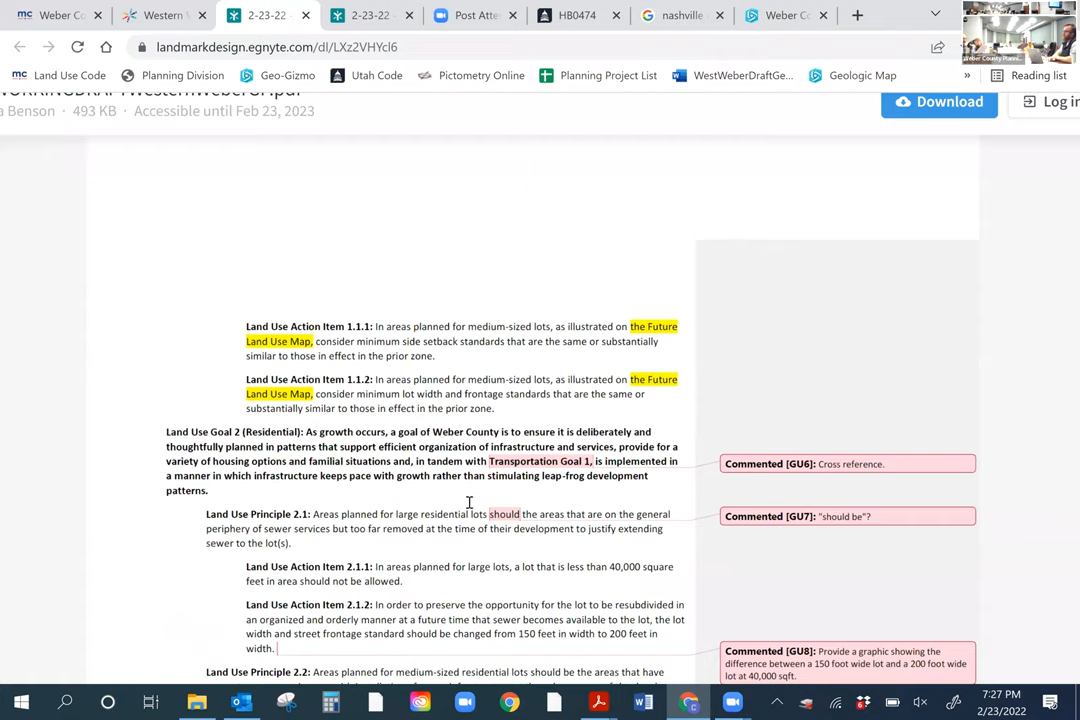 Weber Co
Western V
2-23-22 -
2-23-22 -
Post Atte
HB0474
nashville
Weber Co
landmarkdesign.egnyte.com/dl/LXz2VHYcl6
Land Use Code
Planning Division
Geo-Gizmo
Utah Code
Pictometry Online
Planning Project List
WestWeberDraftGe...
Geologic Map
»
Reading list
a Benson · 493 KB · Accessible until Feb 23, 2023
Download
Log in
Land Use Action Item 1.1.1: In areas planned for medium-sized lots, as illustrated on the Future
Land Use Map, consider minimum side setback standards that are the same or substantially
similar to those in effect in the prior zone.
Land Use Action Item 1.1.2: In areas planned for medium-sized lots, as illustrated on the Future
Land Use Map, consider minimum lot width and frontage standards that are the same or
substantially similar to those in effect in the prior zone.
Land Use Goal 2 (Residential): As growth occurs, a goal of Weber County is to ensure it is deliberately and
thoughtfully planned in patterns that support efficient organization of infrastructure and services, provide for a
variety of housing options and familial situations and, in tandem with Transportation Goal 1, is implemented in
a manner in which infrastructure keeps pace with growth rather than stimulating leap-frog development
patterns.
Commented [GU6]: Cross reference.
Land Use Principle 2.1: Areas planned for large residential lots should the areas that are on the general
periphery of sewer services but too far removed at the time of their development to justify extending
sewer to the lot(s).
Commented [GU7]: "should be"?
Land Use Action Item 2.1.1: In areas planned for large lots, a lot that is less than 40,000 square
feet in area should not be allowed.
Land Use Action Item 2.1.2: In order to preserve the opportunity for the lot to be resubdivided in
an organized and orderly manner at a future time that sewer becomes available to the lot, the lot
width and street frontage standard should be changed from 150 feet in width to 200 feet in
width.
Commented [GU8]: Provide a graphic showing the
difference between a 150 foot wide lot and a 200 foot wide
lot at 40,000 sqft.
Land Use Principle 2.2: Areas planned for medium-sized residential lots should be the areas that have
7:27 PM
2/23/2022